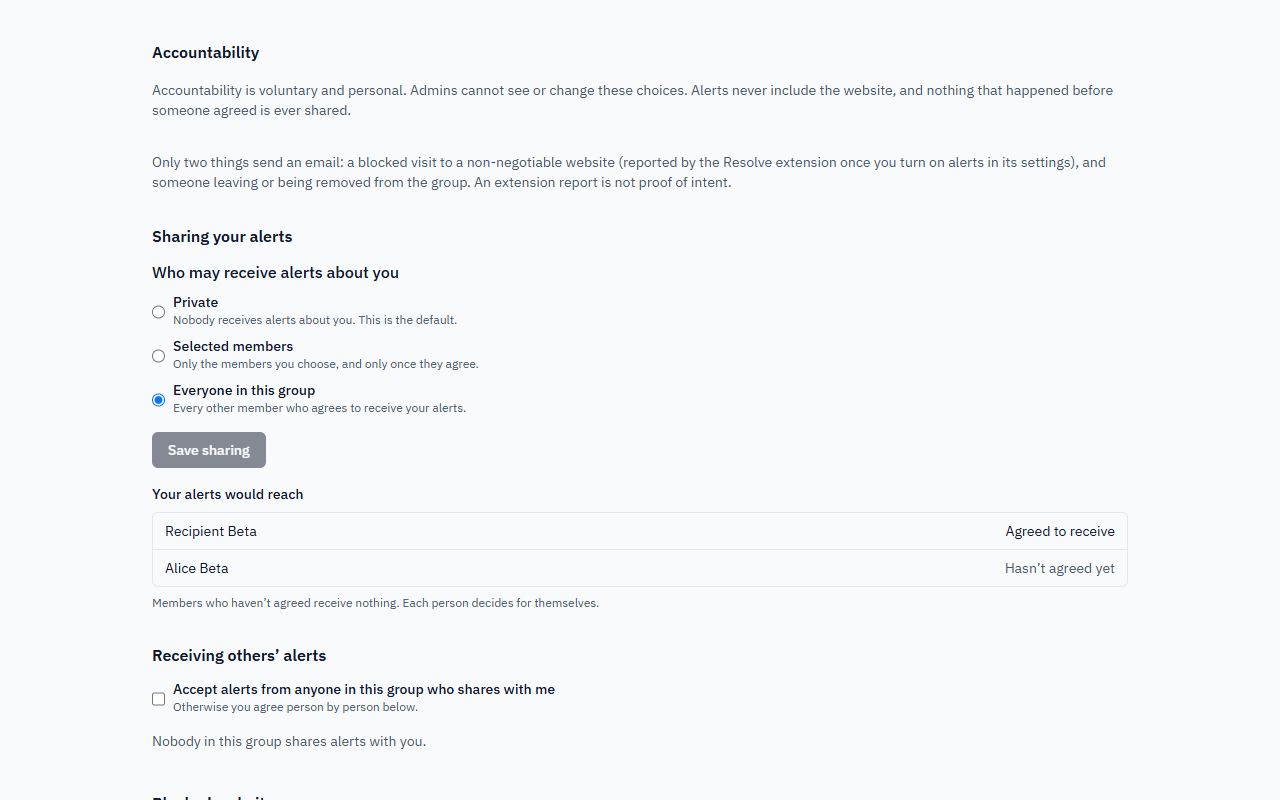 Accountability
Accountability is voluntary and personal. Admins cannot see or change these choices. Alerts never include the website, and nothing that happened before
someone agreed is ever shared.
Only two things send an email: a blocked visit to a non-negotiable website (reported by the Resolve extension once you turn on alerts in its settings), and
someone leaving or being removed from the group. An extension report is not proof of intent.
Sharing your alerts
Who may receive alerts about you
Private
Nobody receives alerts about you. This is the default.
Selected members
Only the members you choose, and only once they agree.
Everyone in this group
Every other member who agrees to receive your alerts.
Save sharing
Your alerts would reach
Recipient Beta
Agreed to receive
Alice Beta
Hasn’t agreed yet
Members who haven’t agreed receive nothing. Each person decides for themselves.
Receiving others’ alerts
Accept alerts from anyone in this group who shares with me
Otherwise you agree person by person below.
Nobody in this group shares alerts with you.